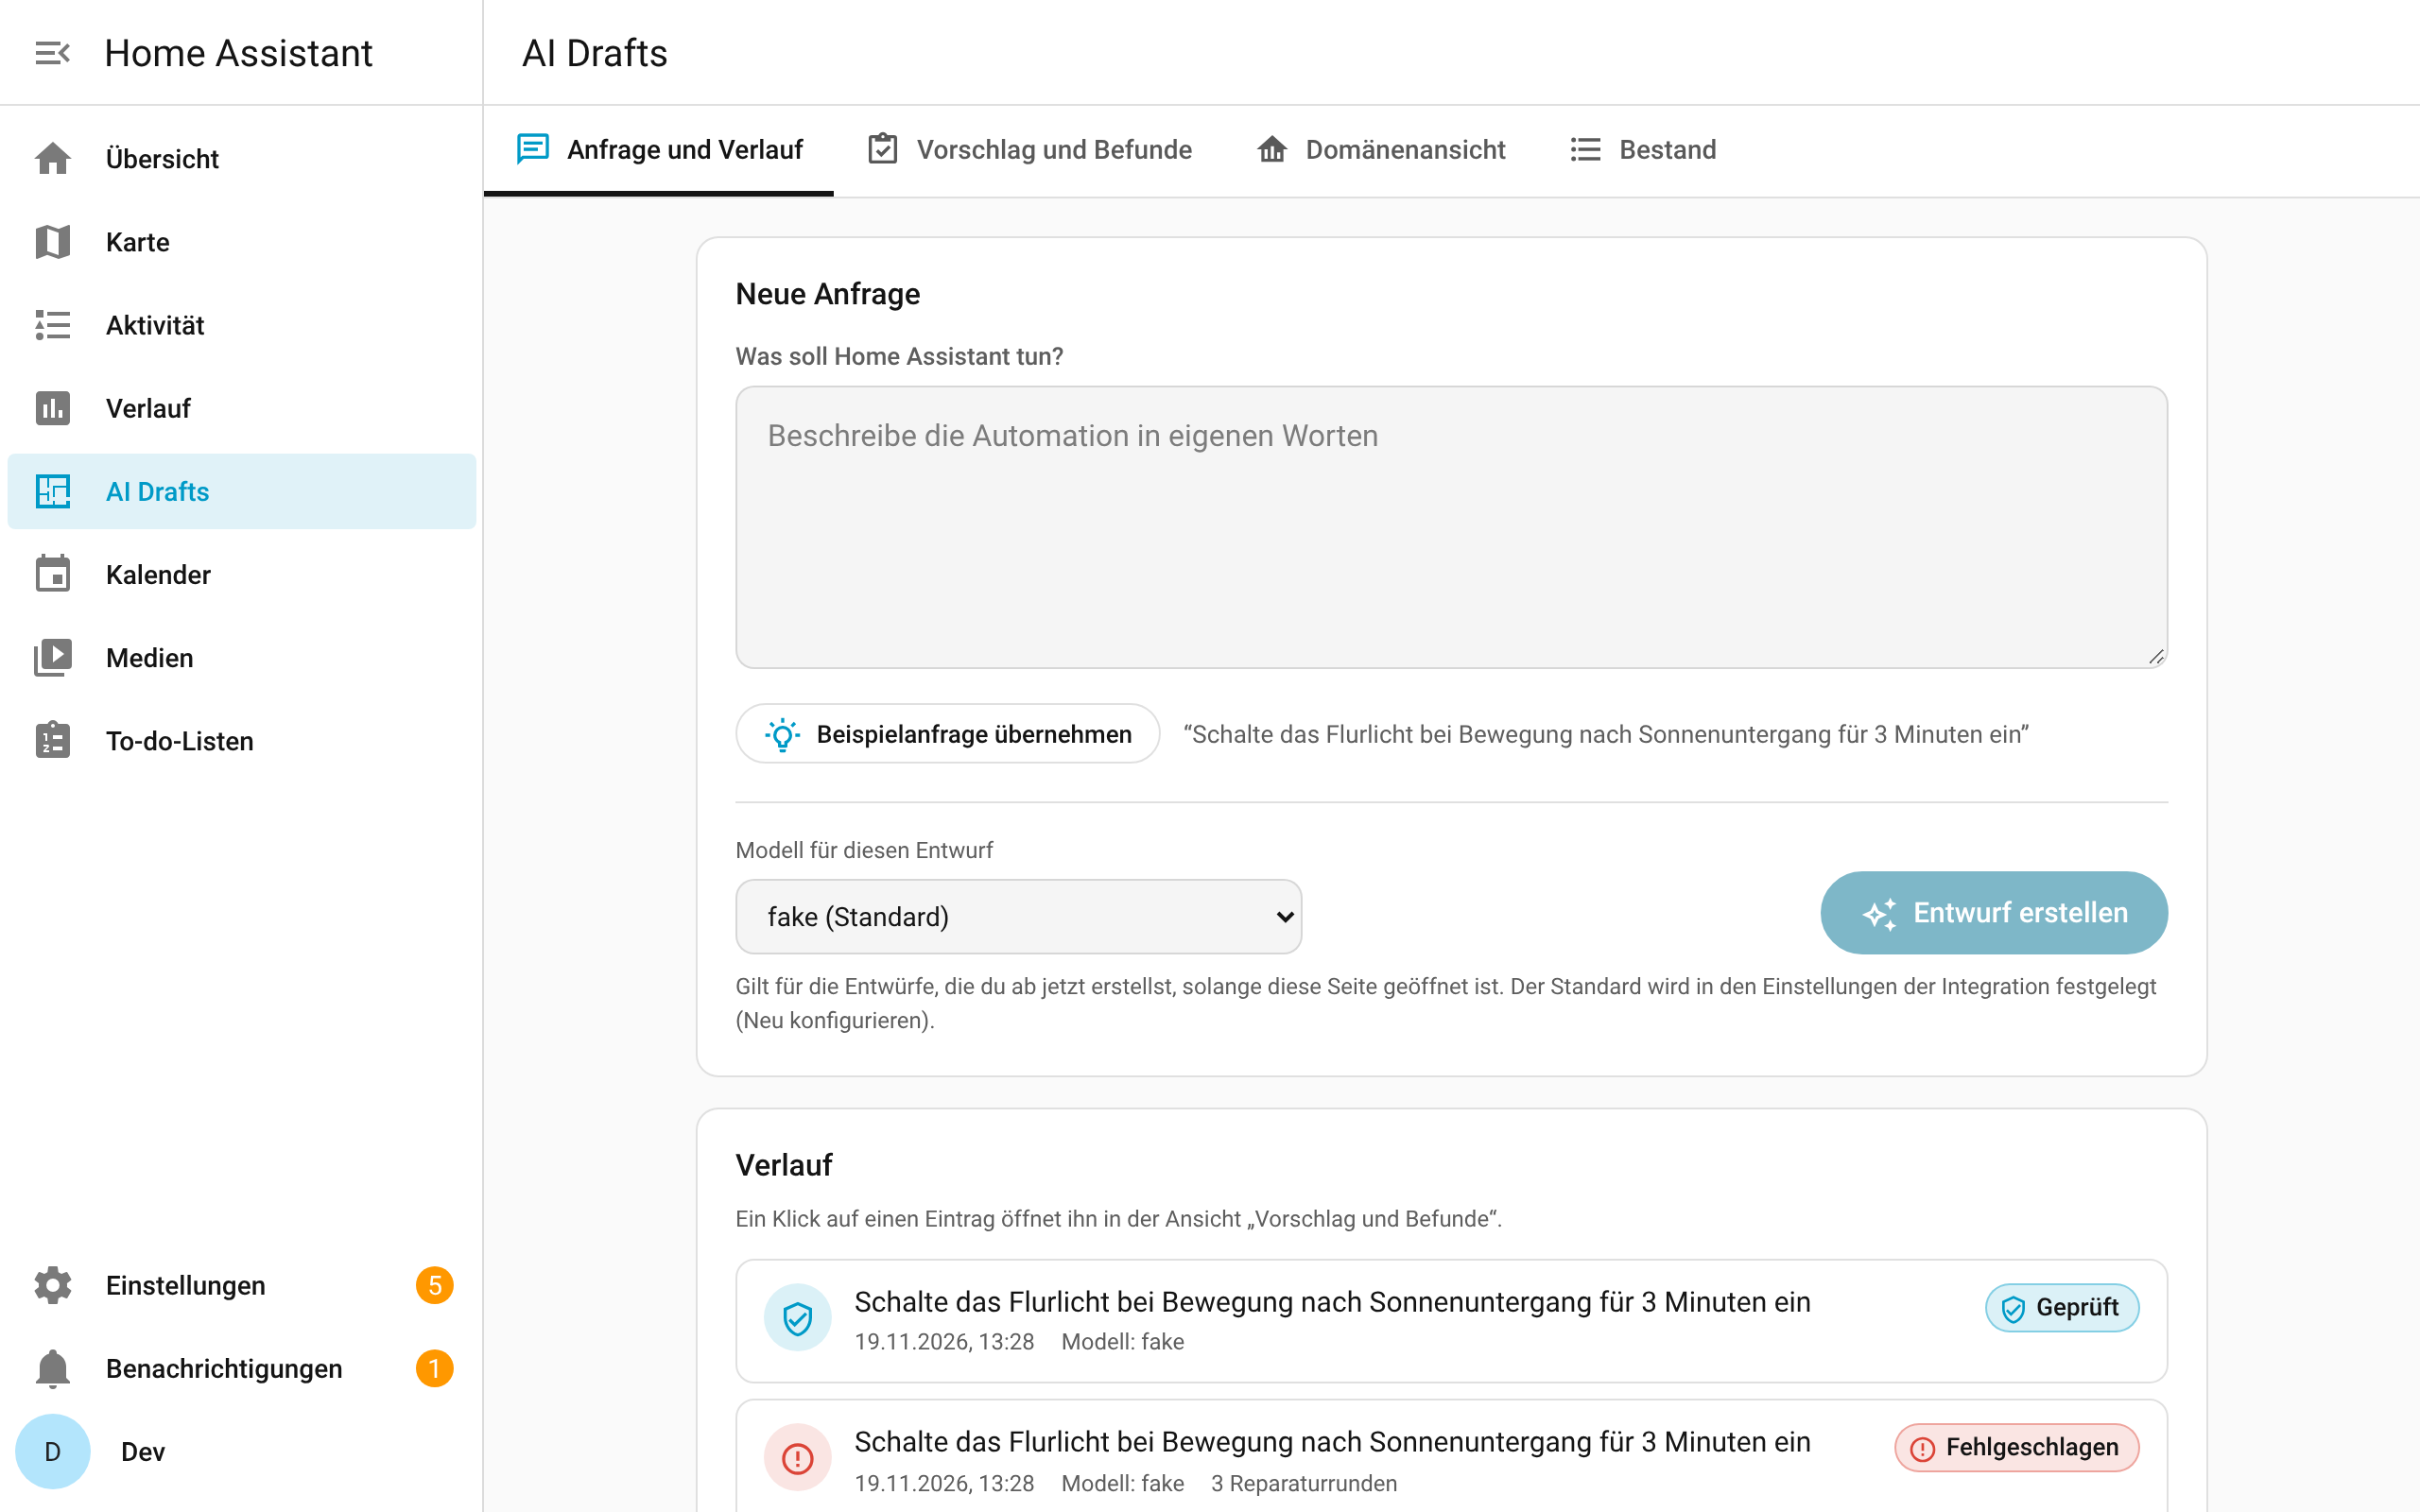 Home Assistant
Übersicht
Karte
Aktivität
Verlauf
AI Drafts
Kalender
Medien
To-do-Listen
Einstellungen 5
Benachrichtigungen 1
D Dev
AI Drafts
Anfrage und Verlauf Vorschlag und Befunde Domänenansicht Bestand
Neue Anfrage
Was soll Home Assistant tun?
Beschreibe die Automation in eigenen Worten
Beispielanfrage übernehmen “Schalte das Flurlicht bei Bewegung nach Sonnenuntergang für 3 Minuten ein”
Modell für diesen Entwurf
fake (Standard)
Entwurf erstellen
Gilt für die Entwürfe, die du ab jetzt erstellst, solange diese Seite geöffnet ist. Der Standard wird in den Einstellungen der Integration festgelegt
(Neu konfigurieren).
Verlauf
Ein Klick auf einen Eintrag öffnet ihn in der Ansicht „Vorschlag und Befunde“.
Schalte das Flurlicht bei Bewegung nach Sonnenuntergang für 3 Minuten ein
Geprüft
19.11.2026, 13:28 Modell: fake
Schalte das Flurlicht bei Bewegung nach Sonnenuntergang für 3 Minuten ein
Fehlgeschlagen
19.11.2026, 13:28 Modell: fake 3 Reparaturrunden